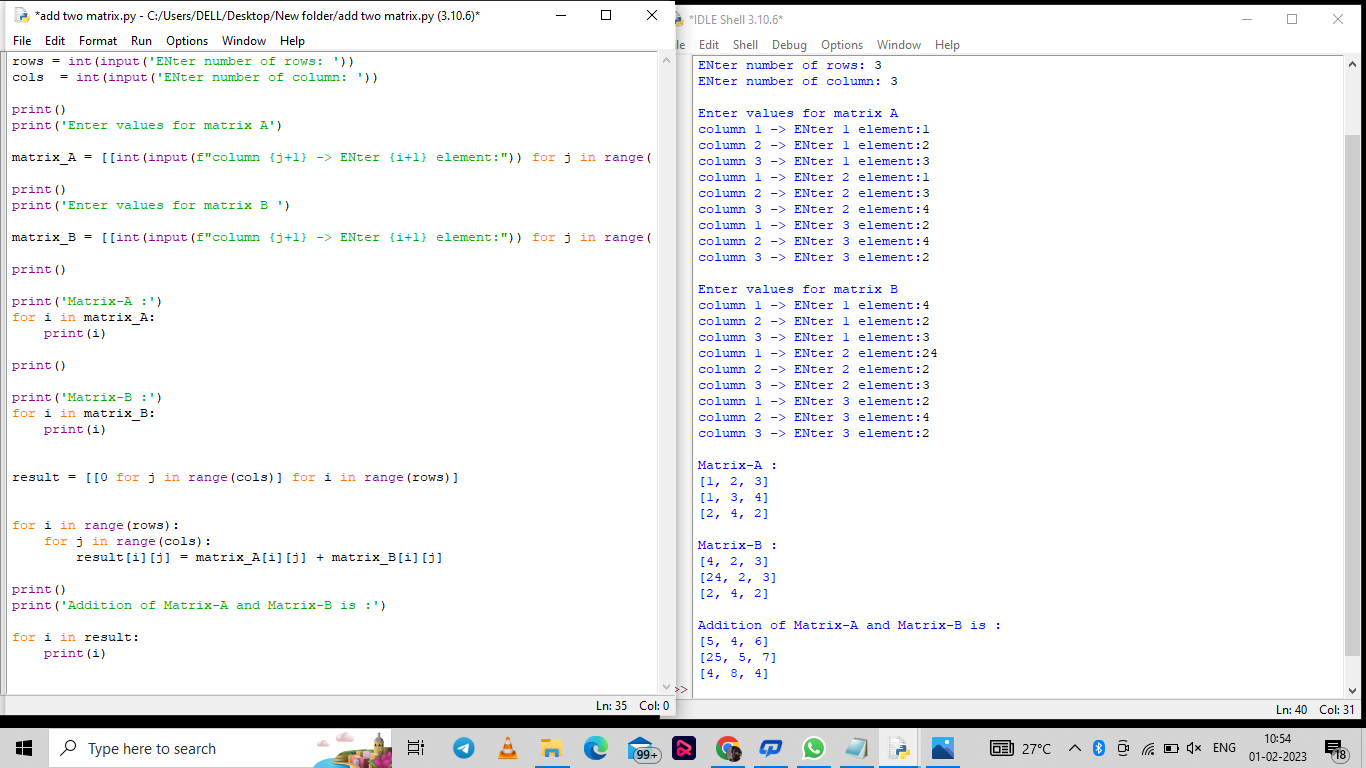 *add two matrix.py - C:/Users/DELL/Desktop/New folder/add two matrix.py (3.10.6)*
File Edit Format Run Options Window Help
rows = int(input('ENter number of rows: '))
cols  = int(input('ENter number of column: '))
print()
print('Enter values for matrix A')
matrix_A = [[int(input(f"column {j+1} -> ENter {i+1} element:")) for j in range(
print()
print('Enter values for matrix B ')
matrix_B = [[int(input(f"column {j+1} -> ENter {i+1} element:")) for j in range(
print()
print('Matrix-A :')
for i in matrix_A:
    print(i)
print()
print('Matrix-B :')
for i in matrix_B:
    print(i)
result = [[0 for j in range(cols)] for i in range(rows)]
for i in range(rows):
    for j in range(cols):
        result[i][j] = matrix_A[i][j] + matrix_B[i][j]
print()
print('Addition of Matrix-A and Matrix-B is :')
for i in result:
    print(i)
Ln: 35 Col: 0
*IDLE Shell 3.10.6*
le Edit Shell Debug Options Window Help
ENter number of rows: 3
ENter number of column: 3
Enter values for matrix A
column 1 -> ENter 1 element:1
column 2 -> ENter 1 element:2
column 3 -> ENter 1 element:3
column 1 -> ENter 2 element:1
column 2 -> ENter 2 element:3
column 3 -> ENter 2 element:4
column 1 -> ENter 3 element:2
column 2 -> ENter 3 element:4
column 3 -> ENter 3 element:2
Enter values for matrix B
column 1 -> ENter 1 element:4
column 2 -> ENter 1 element:2
column 3 -> ENter 1 element:3
column 1 -> ENter 2 element:24
column 2 -> ENter 2 element:2
column 3 -> ENter 2 element:3
column 1 -> ENter 3 element:2
column 2 -> ENter 3 element:4
column 3 -> ENter 3 element:2
Matrix-A :
[1, 2, 3]
[1, 3, 4]
[2, 4, 2]
Matrix-B :
[4, 2, 3]
[24, 2, 3]
[2, 4, 2]
Addition of Matrix-A and Matrix-B is :
[5, 4, 6]
[25, 5, 7]
[4, 8, 4]
>>
Ln: 40 Col: 31
Type here to search
99+
27°C
ENG
10:54
01-02-2023
18